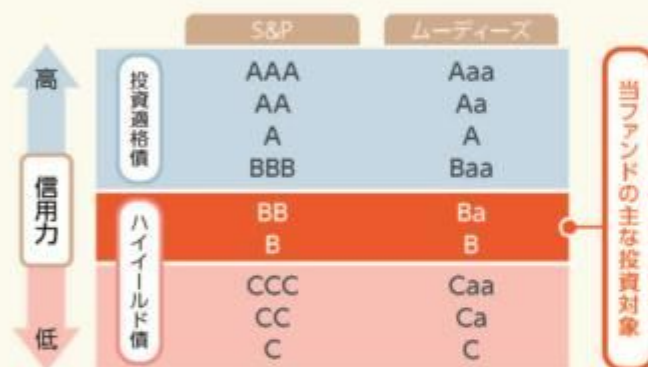 S&P ムーディーズ
高
投資適格債
AAA Aaa
AA Aa
A A
BBB Baa
信用力
ハイイールド債
BB Ba
B B
当ファンドの主な投資対象
CCC Caa
CC Ca
C C
低